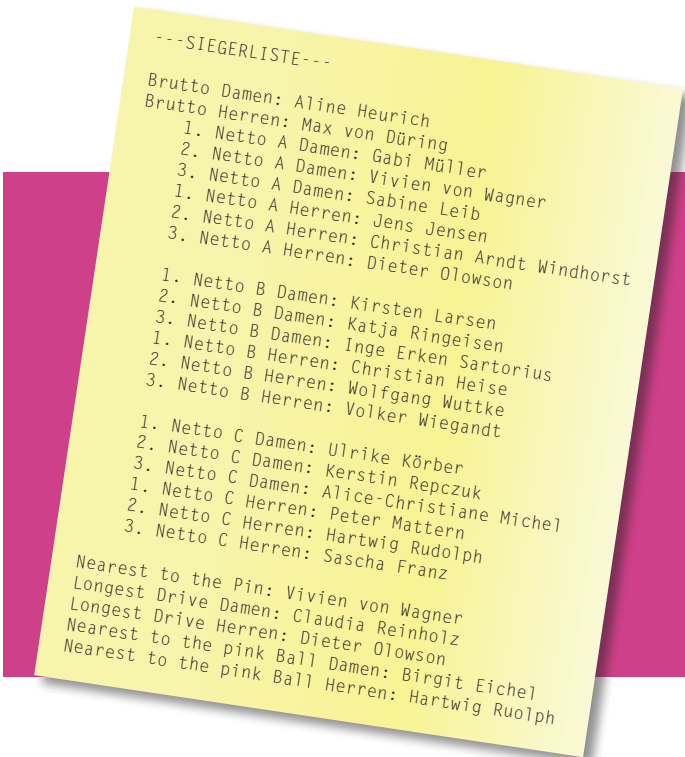 ---SIEGERLISTE---
Brutto Damen: Aline Heurich
Brutto Herren: Max von Düring
1. Netto A Damen: Gabi Müller
2. Netto A Damen: Vivien von Wagner
3. Netto A Damen: Sabine Leib
1. Netto A Herren: Jens Jensen
2. Netto A Herren: Christian Arndt Windhorst
3. Netto A Herren: Dieter Olowson
1. Netto B Damen: Kirsten Larsen
2. Netto B Damen: Katja Ringeisen
3. Netto B Damen: Inge Erken Sartorius
1. Netto B Herren: Christian Heise
2. Netto B Herren: Wolfgang Wuttke
3. Netto B Herren: Volker Wiegandt
1. Netto C Damen: Ulrike Körber
2. Netto C Damen: Kerstin Repczuk
3. Netto C Damen: Alice-Christiane Michel
1. Netto C Herren: Peter Mattern
2. Netto C Herren: Hartwig Rudolph
3. Netto C Herren: Sascha Franz
Nearest to the Pin: Vivien von Wagner
Longest Drive Damen: Claudia Reinholz
Longest Drive Herren: Dieter Olowson
Nearest to the pink Ball Damen: Birgit Eichel
Nearest to the pink Ball Herren: Hartwig Ruolph